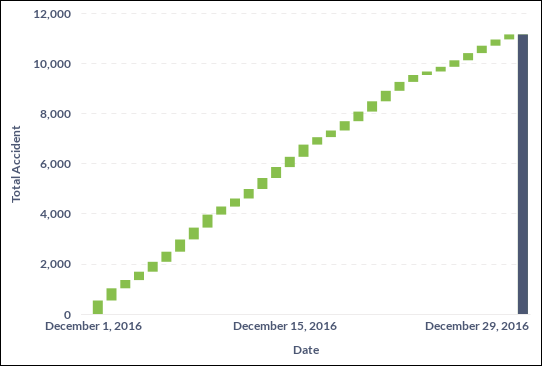 12,000
10,000
8,000
6,000
4,000
2,000
0
Total Accident
December 1, 2016
December 15, 2016
December 29, 2016
Date